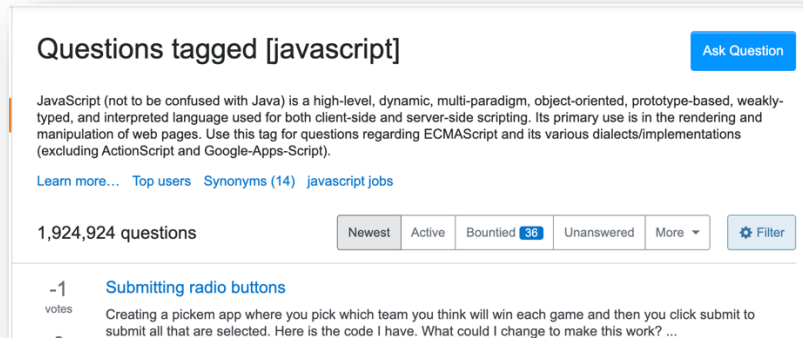 Questions tagged [javascript]
Ask Question
JavaScript (not to be confused with Java) is a high-level, dynamic, multi-paradigm, object-oriented, prototype-based, weakly-
typed, and interpreted language used for both client-side and server-side scripting. Its primary use is in the rendering and
manipulation of web pages. Use this tag for questions regarding ECMAScript and its various dialects/implementations
(excluding ActionScript and Google-Apps-Script).
Learn more… Top users Synonyms (14) javascript jobs
1,924,924 questions
Newest Active Bountied 36 Unanswered More Filter
-1
votes
Submitting radio buttons
Creating a pickem app where you pick which team you think will win each game and then you click submit to
submit all that are selected. Here is the code I have. What could I change to make this work? ...